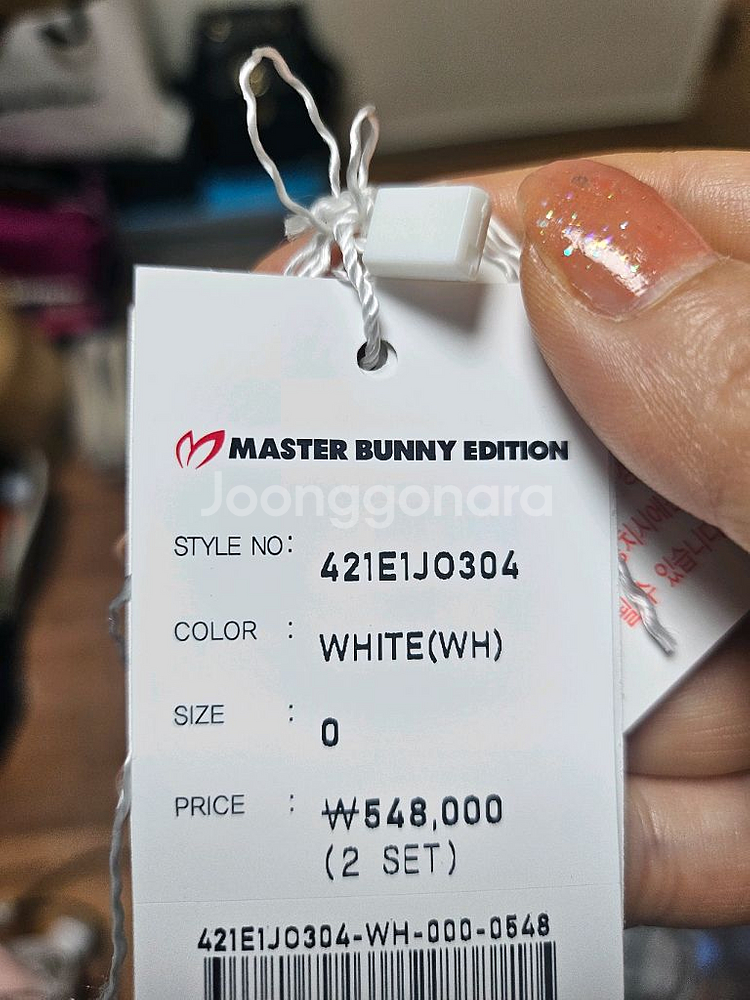 MASTER BUNNY EDITION
Joonggonara
STYLE NO: 421E1JO304
COLOR : WHITE(WH)
SIZE : 0
PRICE : ₩548,000
(2 SET)
421E1JO304-WH-000-0548